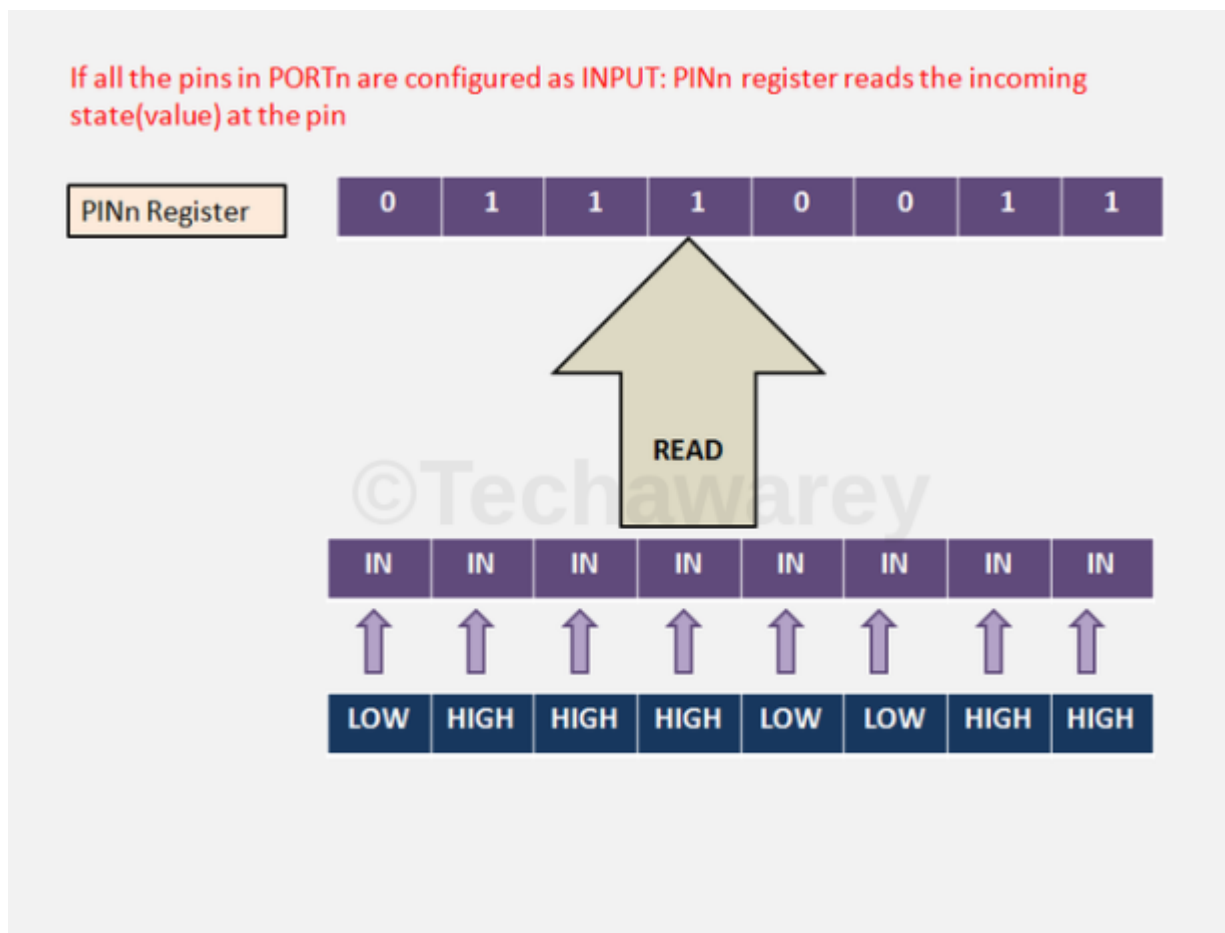 If all the pins in PORTn are configured as INPUT: PINn register reads the incoming
state(value) at the pin
PINn Register
0 1 1 1 0 0 1 1
READ
©Techawarey
IN IN IN IN IN IN IN IN
LOW HIGH HIGH HIGH LOW LOW HIGH HIGH